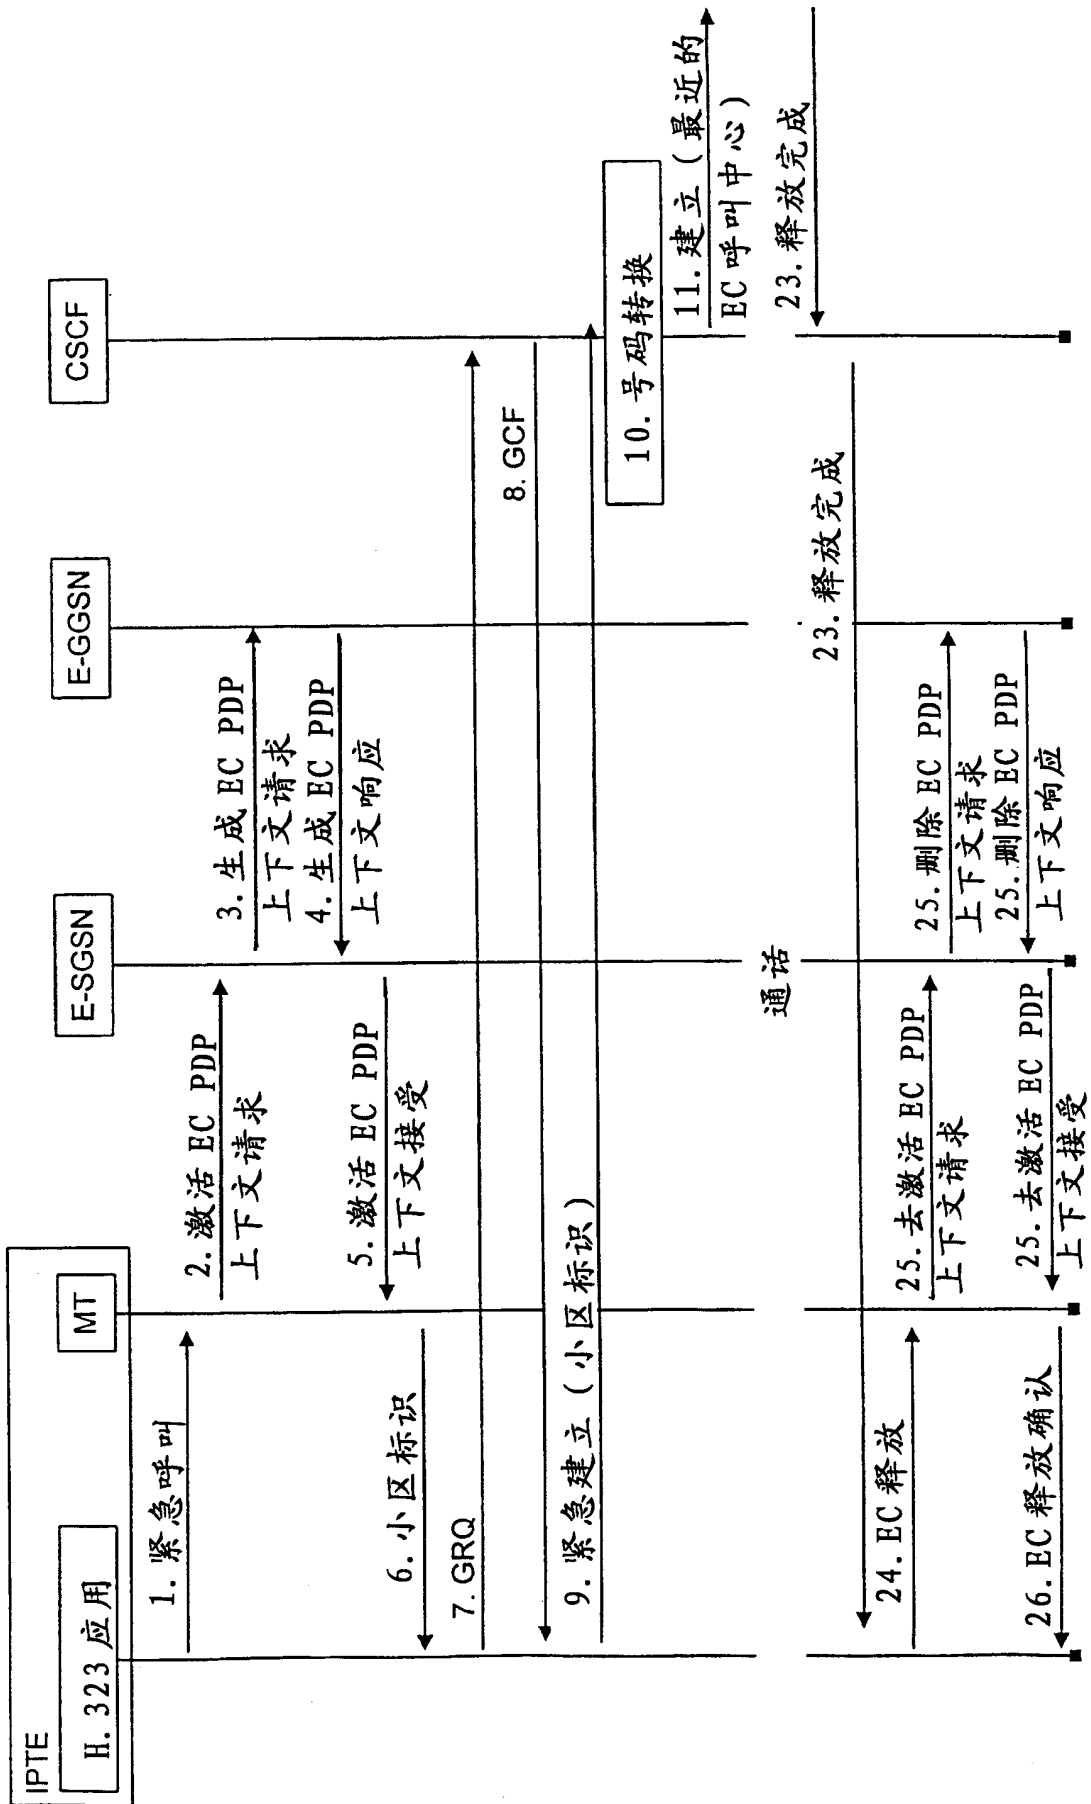 IPTE
H.323 应用
MT
E-SGSN
E-GGSN
CSCF
1.紧急呼叫
2.激活 EC PDP
上下文请求
3.生成 EC PDP
上下文请求
4.生成 EC PDP
上下文响应
5.激活 EC PDP
上下文接受
6.小区标识
7. GRQ
8. GCF
9.紧急建立（小区标识）
10.号码转换
11.建立（最近的
EC 呼叫中心）
通话
23.释放完成
23.释放完成
24.EC 释放
25.去激活 EC PDP
上下文请求
25.删除 EC PDP
上下文请求
25.删除 EC PDP
上下文响应
25.去激活 EC PDP
上下文接受
26.EC 释放确认